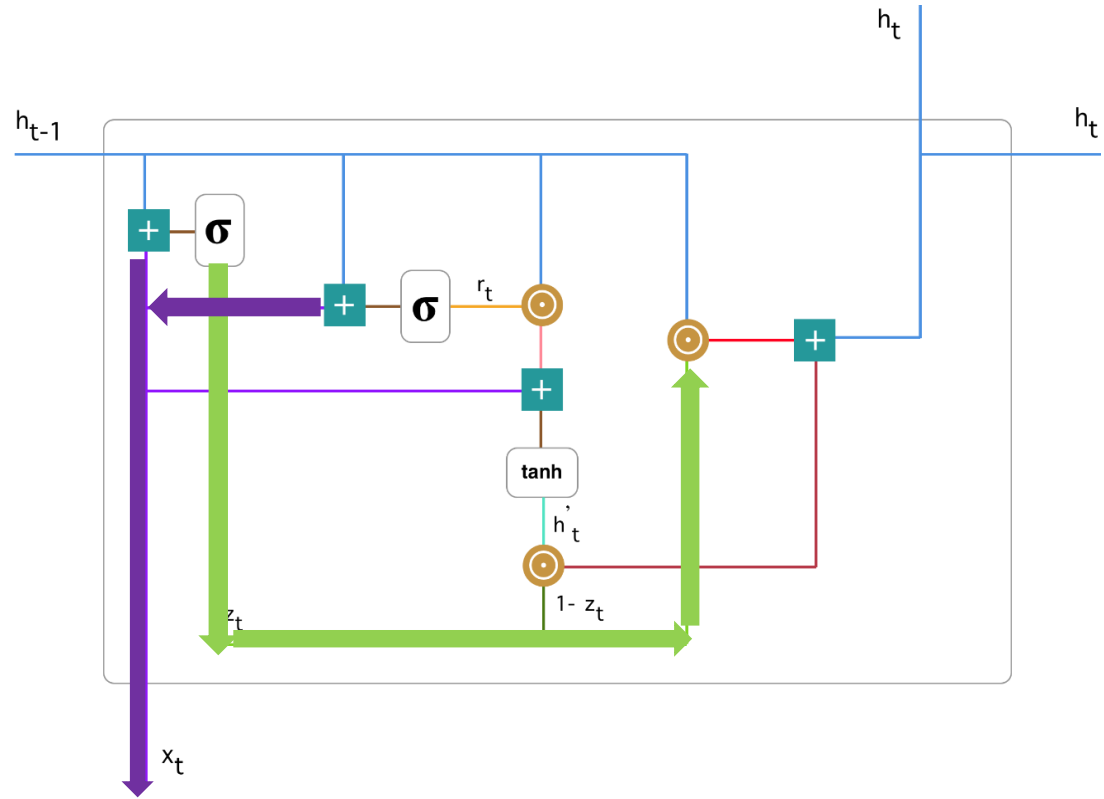 h_t
h_{t-1}
h_t
+
σ
+
σ
r_t
+
+
tanh
h'_t
1- z_t
z_t
x_t